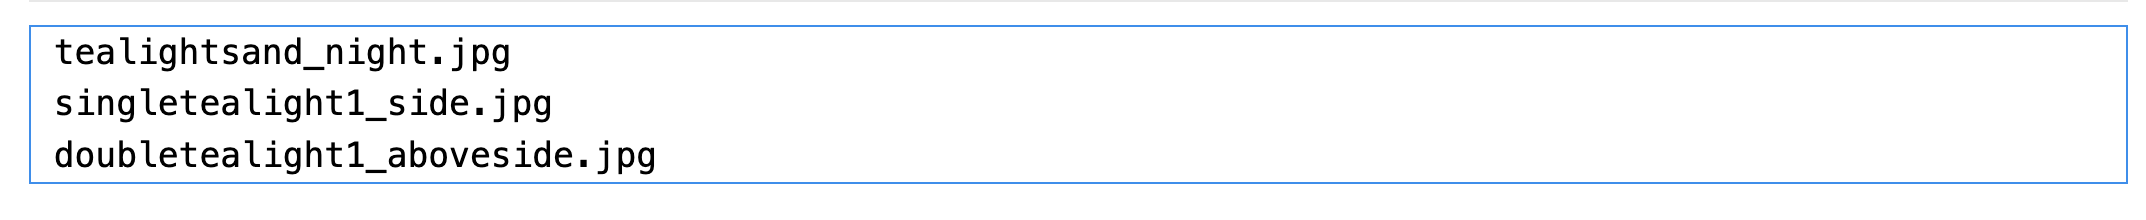 tealightsand_night.jpg
singletealight1_side.jpg
doubletealight1_aboveside.jpg